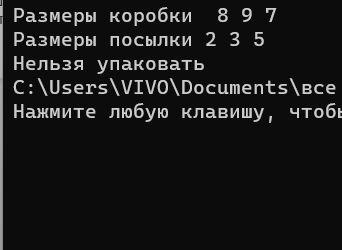 Размеры коробки  8 9 7
Размеры посылки 2 3 5
Нельзя упаковать
C:\Users\VIVO\Documents\все
Нажмите любую клавишу, чтобы